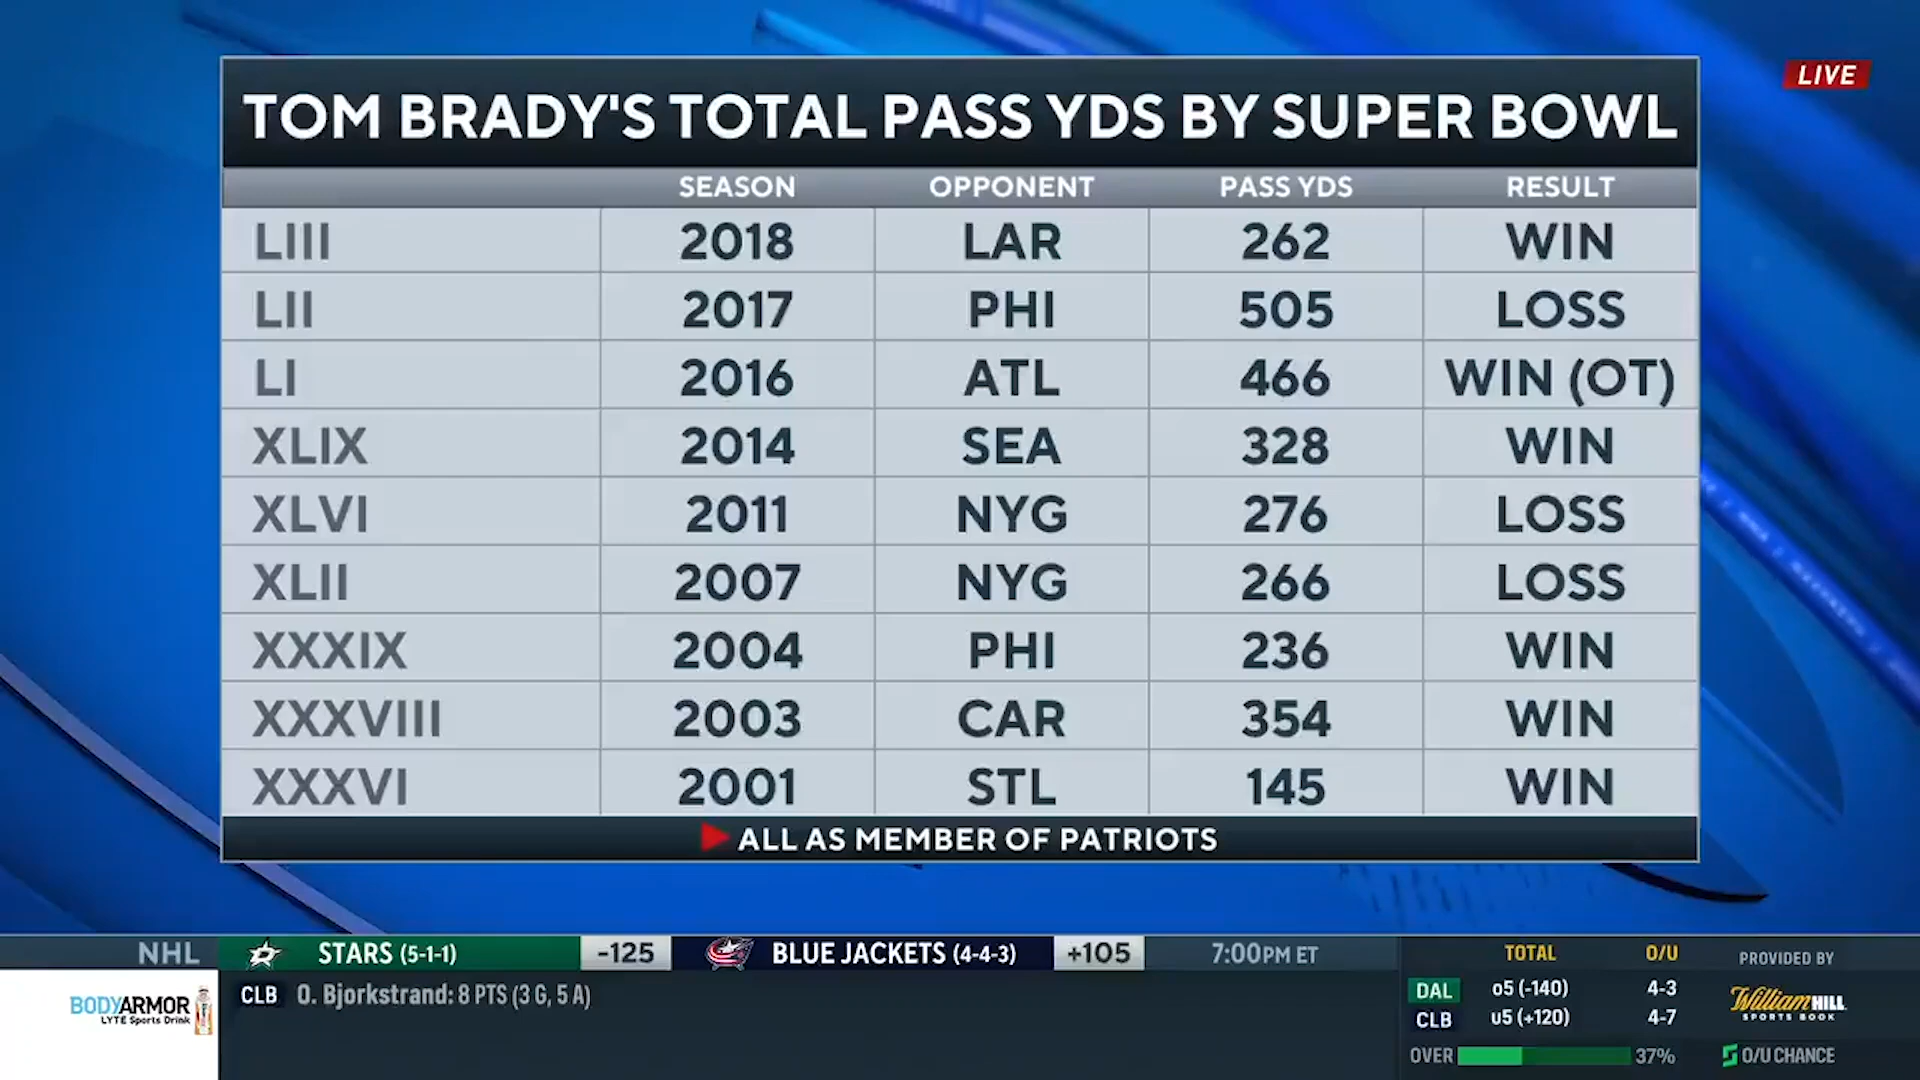 LIVE
TOM BRADY'S TOTAL PASS YDS BY SUPER BOWL
SEASON OPPONENT PASS YDS RESULT
LIII 2018 LAR 262 WIN
LII 2017 PHI 505 LOSS
LI 2016 ATL 466 WIN (OT)
XLIX 2014 SEA 328 WIN
XLVI 2011 NYG 276 LOSS
XLII 2007 NYG 266 LOSS
XXXIX 2004 PHI 236 WIN
XXXVIII 2003 CAR 354 WIN
XXXVI 2001 STL 145 WIN
ALL AS MEMBER OF PATRIOTS
NHL STARS (5-1-1) -125 BLUE JACKETS (4-4-3) +105 7:00PM ET
CLB O. Bjorkstrand: 8 PTS (3 G, 5 A)
BODYARMOR
LYTE Sports Drink
TOTAL O/U
DAL o5 (-140) 4-3
CLB u5 (+120) 4-7
OVER 37%
PROVIDED BY
William HILL
SPORTS BOOK
O/U CHANCE